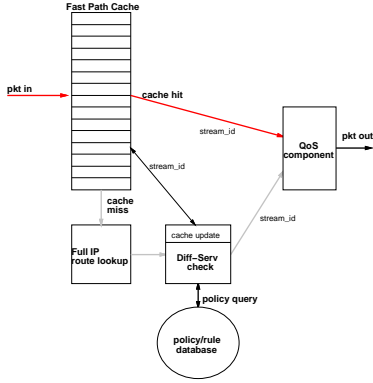 Fast Path Cache
pkt in
cache hit
stream_id
QoS
component
pkt out
stream_id
cache
miss
stream_id
Full IP
route lookup
cache update
Diff-Serv
check
policy query
policy/rule
database